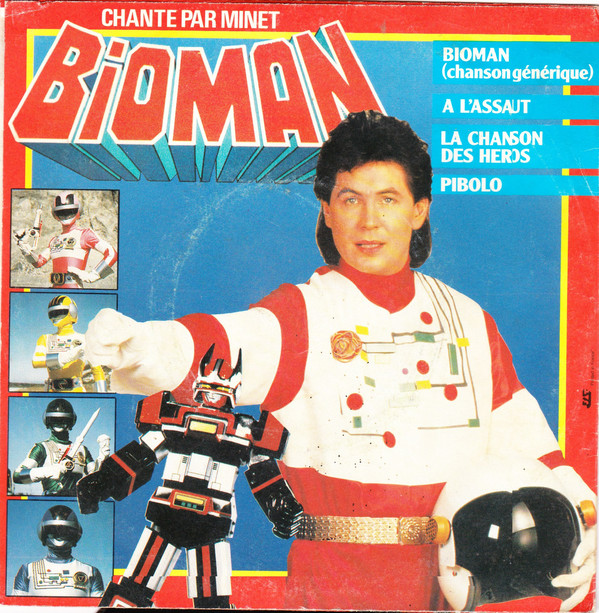 CHANTE PAR MINET
BIOMAN
BIOMAN
(chanson générique)
A L'ASSAUT
LA CHANSON
DES HEROS
PIBOLO